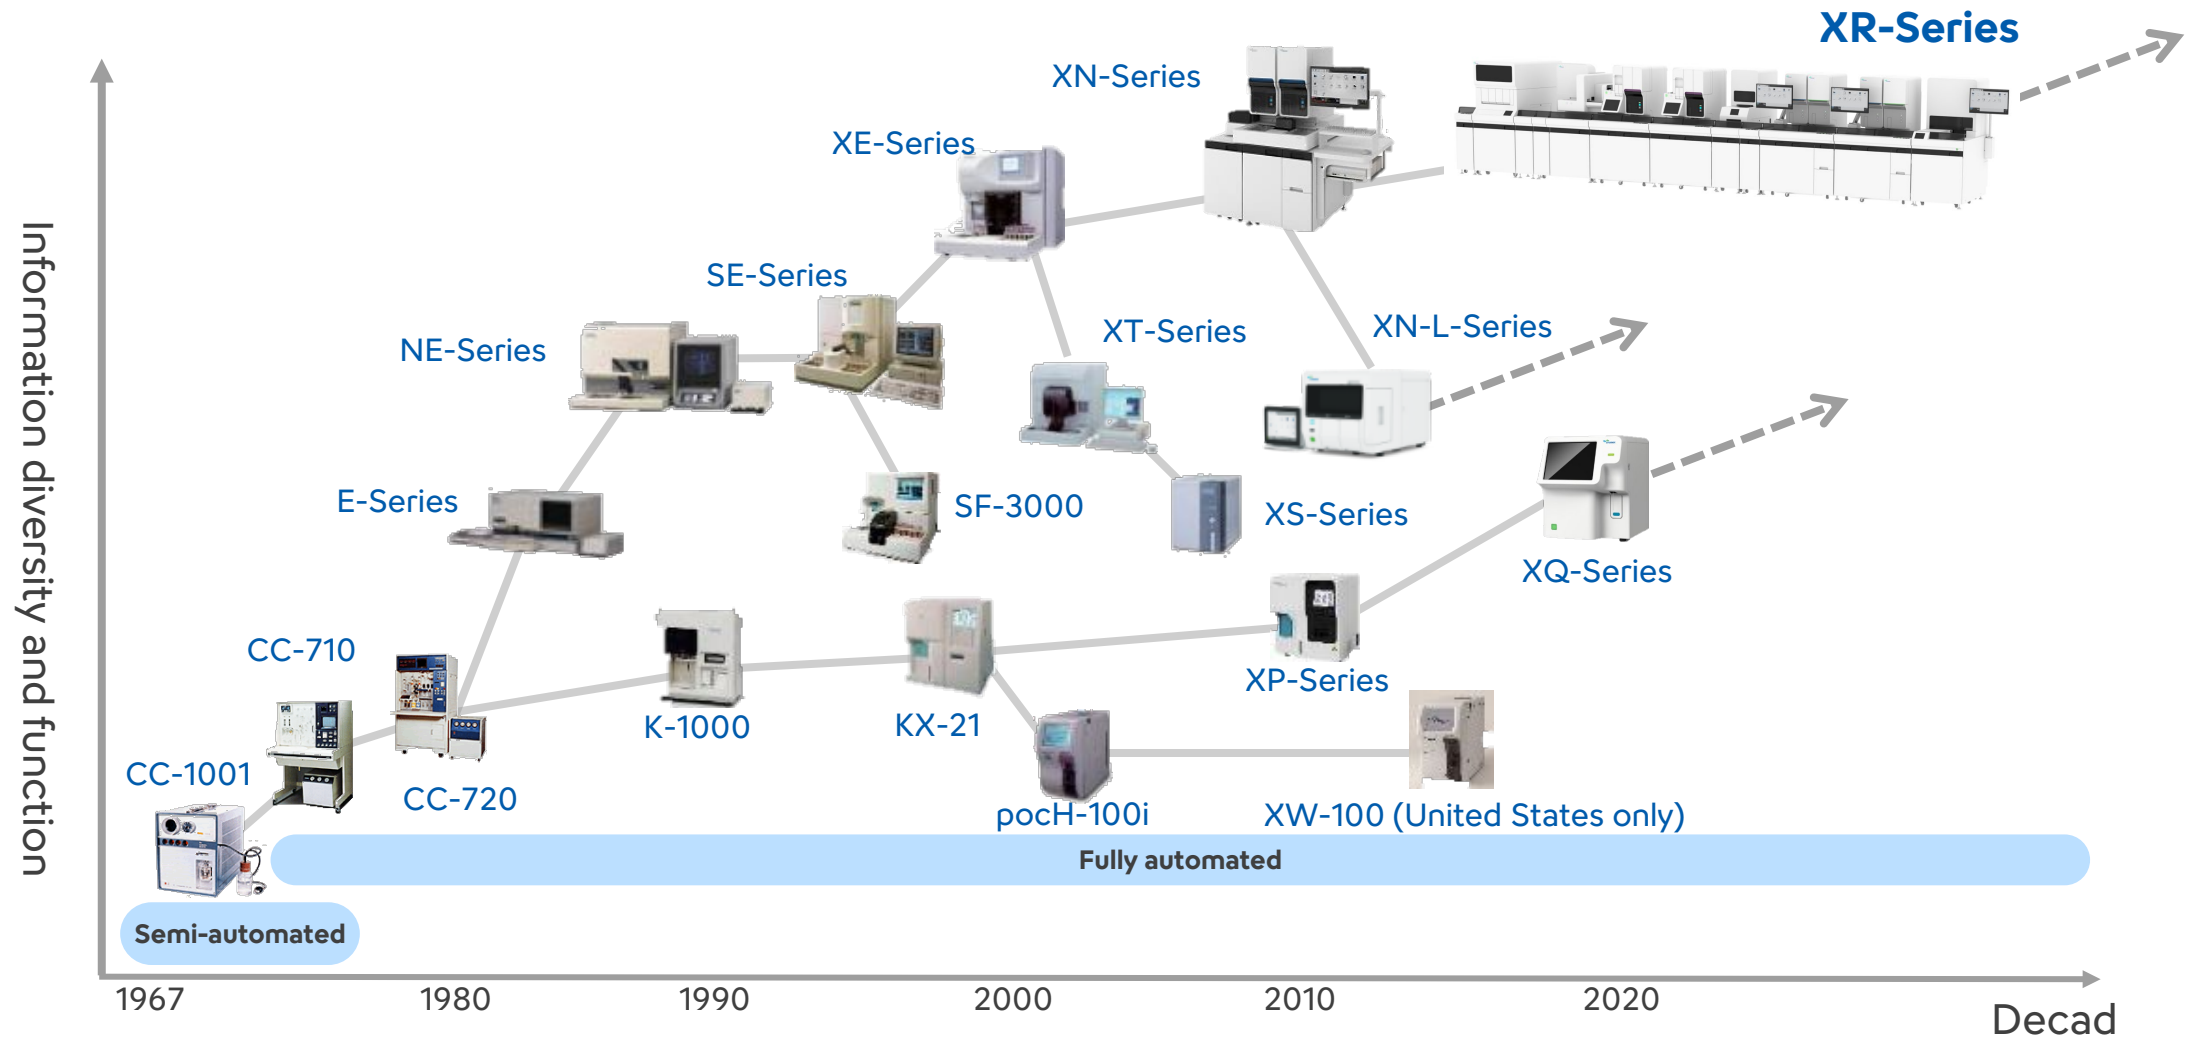 XR-Series
XN-Series
XE-Series
SE-Series
XT-Series
XN-L-Series
NE-Series
E-Series
SF-3000
XS-Series
XQ-Series
CC-710
XP-Series
K-1000
KX-21
CC-1001
CC-720
pocH-100i
XW-100 (United States only)
Fully automated
Semi-automated
Information diversity and function
1967
1980
1990
2000
2010
2020
Decad